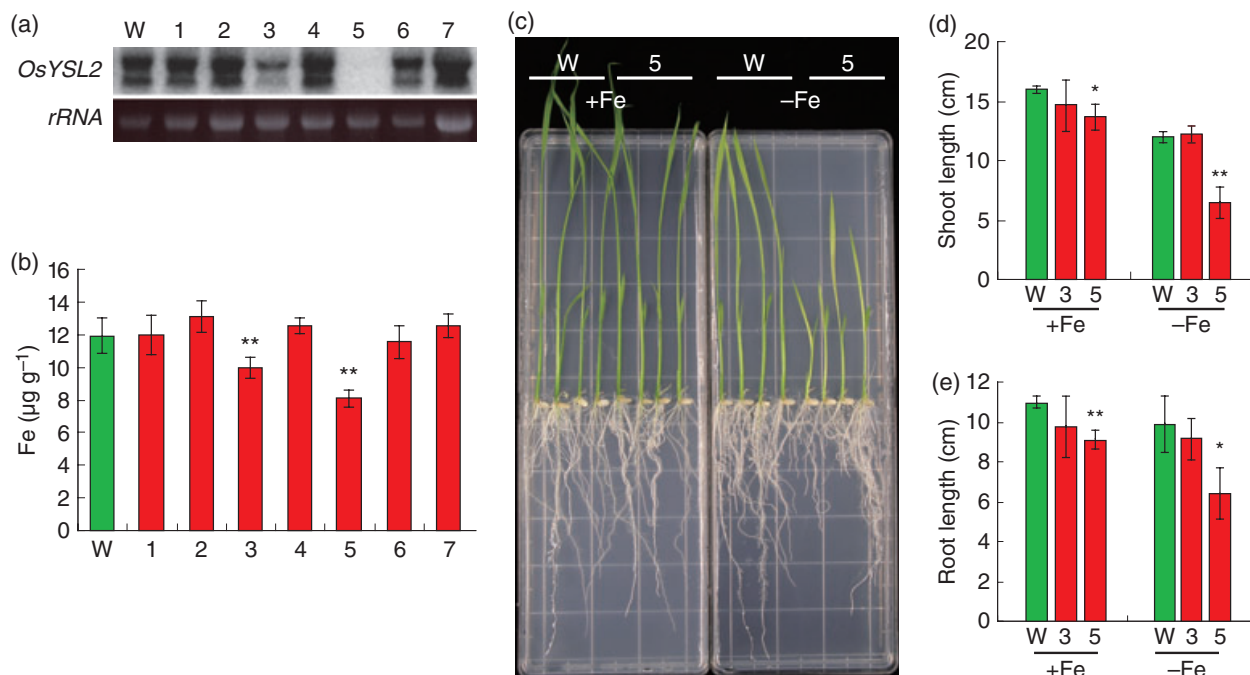 (a)
W 1 2 3 4 5 6 7
OsYSL2
rRNA
(b)
Fe (µg g⁻¹)
16
14
12
10
8
6
4
2
0
** **
W 1 2 3 4 5 6 7
(c)
W 5 W 5
+Fe –Fe
(d)
Shoot length (cm)
20
15
10
5
0
*
**
W 3 5 W 3 5
+Fe –Fe
(e)
Root length (cm)
12
10
8
6
4
2
0
**
*
W 3 5 W 3 5
+Fe –Fe